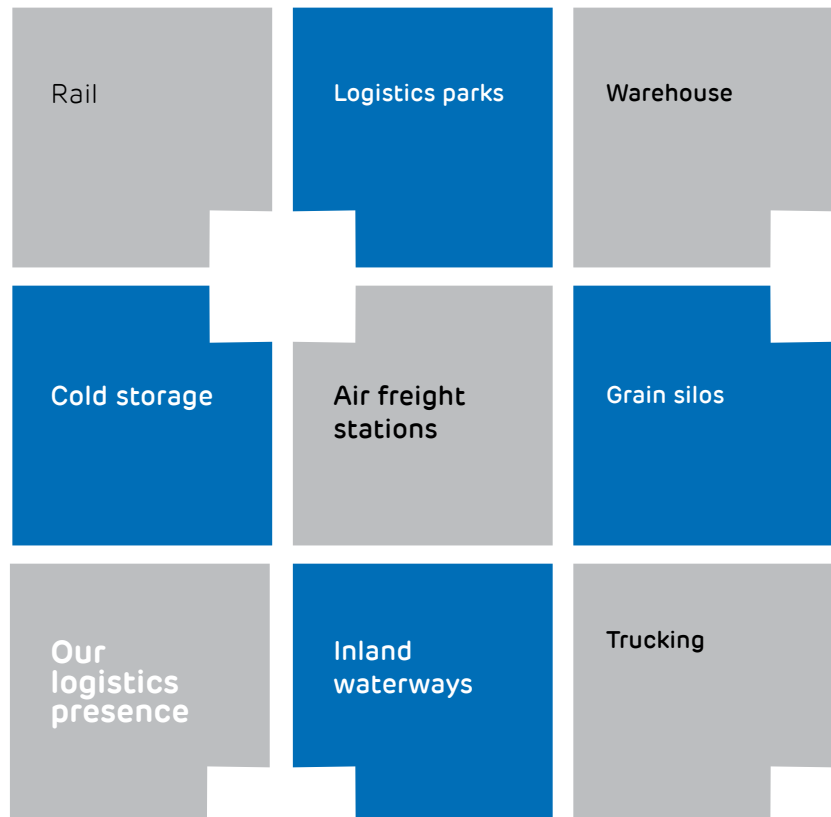 Rail
Logistics parks
Warehouse
Cold storage
Air freight
stations
Grain silos
Our
logistics
presence
Inland
waterways
Trucking